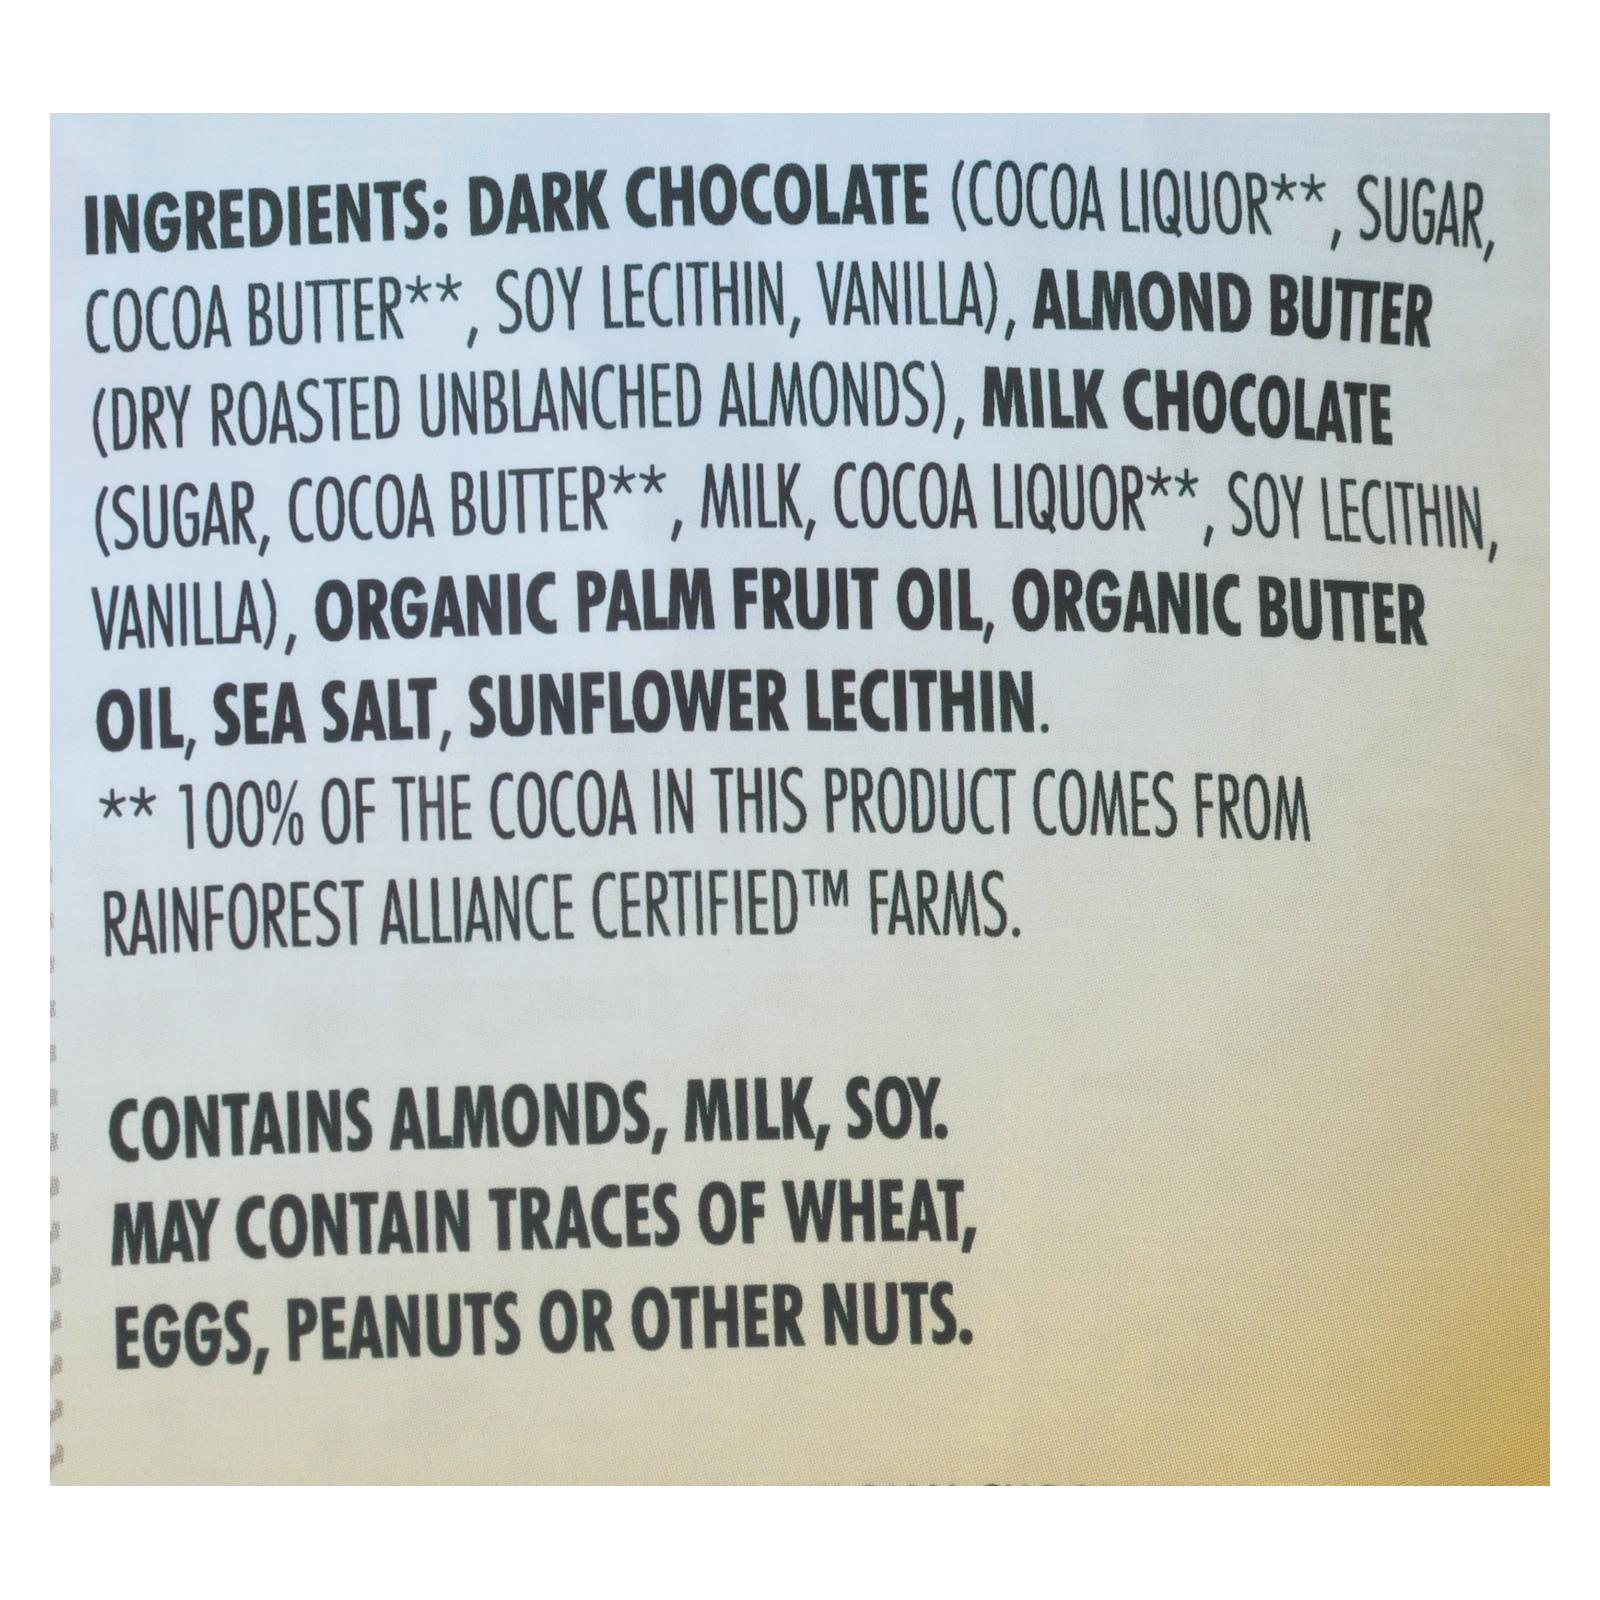 INGREDIENTS: DARK CHOCOLATE (COCOA LIQUOR**, SUGAR,
COCOA BUTTER**, SOY LECITHIN, VANILLA), ALMOND BUTTER
(DRY ROASTED UNBLANCHED ALMONDS), MILK CHOCOLATE
(SUGAR, COCOA BUTTER**, MILK, COCOA LIQUOR**, SOY LECITHIN,
VANILLA), ORGANIC PALM FRUIT OIL, ORGANIC BUTTER
OIL, SEA SALT, SUNFLOWER LECITHIN.
** 100% OF THE COCOA IN THIS PRODUCT COMES FROM
RAINFOREST ALLIANCE CERTIFIED™ FARMS.
CONTAINS ALMONDS, MILK, SOY.
MAY CONTAIN TRACES OF WHEAT,
EGGS, PEANUTS OR OTHER NUTS.